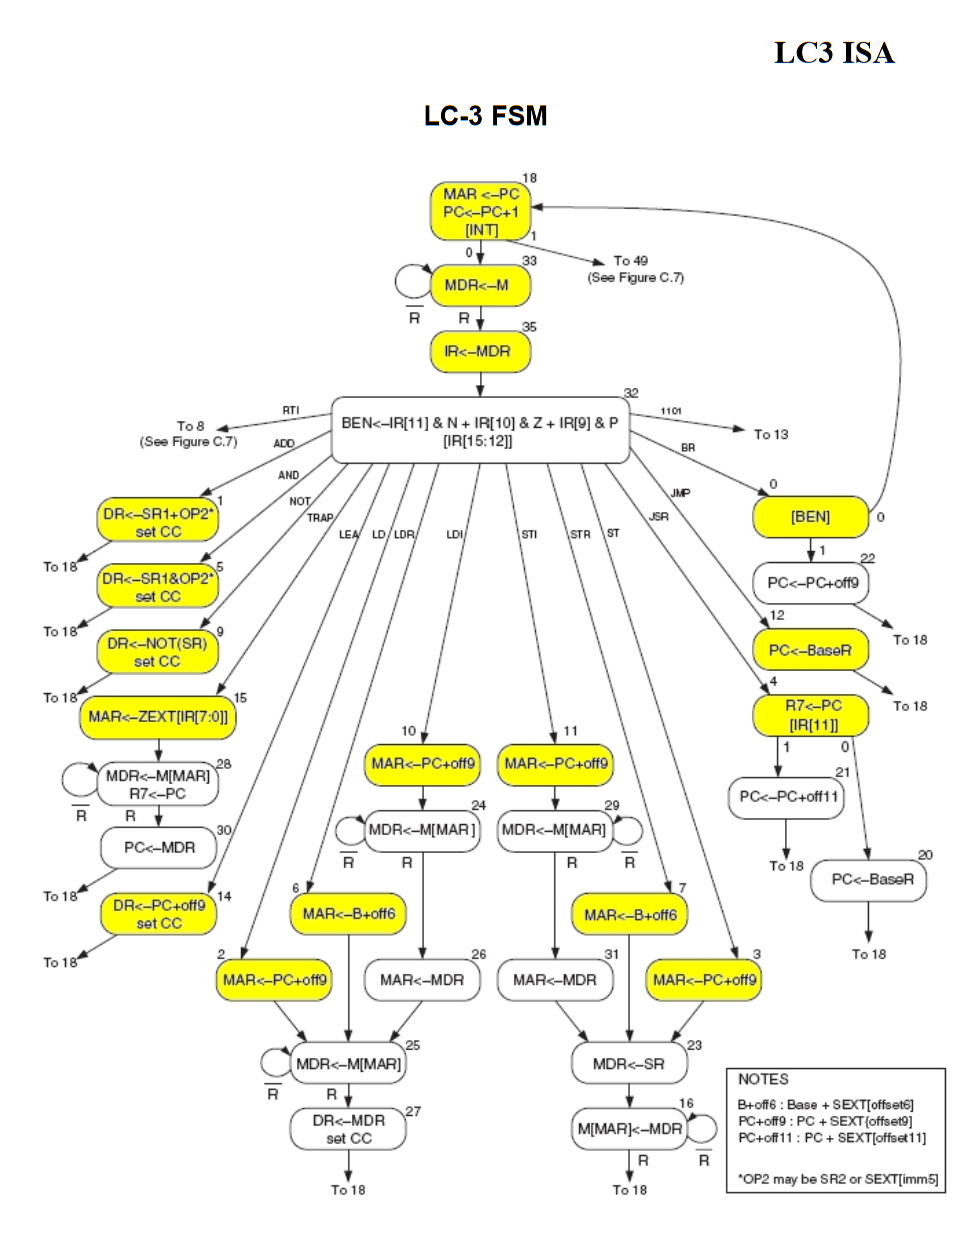 LC3 ISA
LC-3 FSM
18
MAR <–PC
PC<–PC+1
[INT]
0
1
To 49
(See Figure C.7)
33
MDR<–M
R
R
35
IR<–MDR
32
BEN<–IR[11] & N + IR[10] & Z + IR[9] & P
[IR[15:12]]
RTI
To 8
(See Figure C.7)
1101
To 13
ADD
AND
NOT
TRAP
LEA
LD
LDR
LDI
STI
STR
ST
JSR
JMP
BR
1
DR<–SR1+OP2*
set CC
To 18
5
DR<–SR1&OP2*
set CC
To 18
9
DR<–NOT(SR)
set CC
To 18
15
MAR<–ZEXT[IR[7:0]]
28
MDR<–M[MAR]
R7<–PC
R
R
30
PC<–MDR
To 18
14
DR<–PC+off9
set CC
To 18
0
[BEN]
0
1
22
PC<–PC+off9
To 18
12
PC<–BaseR
To 18
4
R7<–PC
[IR[11]]
1
0
21
PC<–PC+off11
To 18
20
PC<–BaseR
To 18
10
MAR<–PC+off9
24
MDR<–M[MAR]
R
R
11
MAR<–PC+off9
29
MDR<–M[MAR]
R
R
6
MAR<–B+off6
7
MAR<–B+off6
2
MAR<–PC+off9
26
MAR<–MDR
31
MAR<–MDR
3
MAR<–PC+off9
25
MDR<–M[MAR]
R
R
27
DR<–MDR
set CC
To 18
23
MDR<–SR
16
M[MAR]<–MDR
R
R
To 18
NOTES
B+off6 : Base + SEXT[offset6]
PC+off9 : PC + SEXT{offset9]
PC+off11 : PC + SEXT[offset11]
*OP2 may be SR2 or SEXT[imm5]